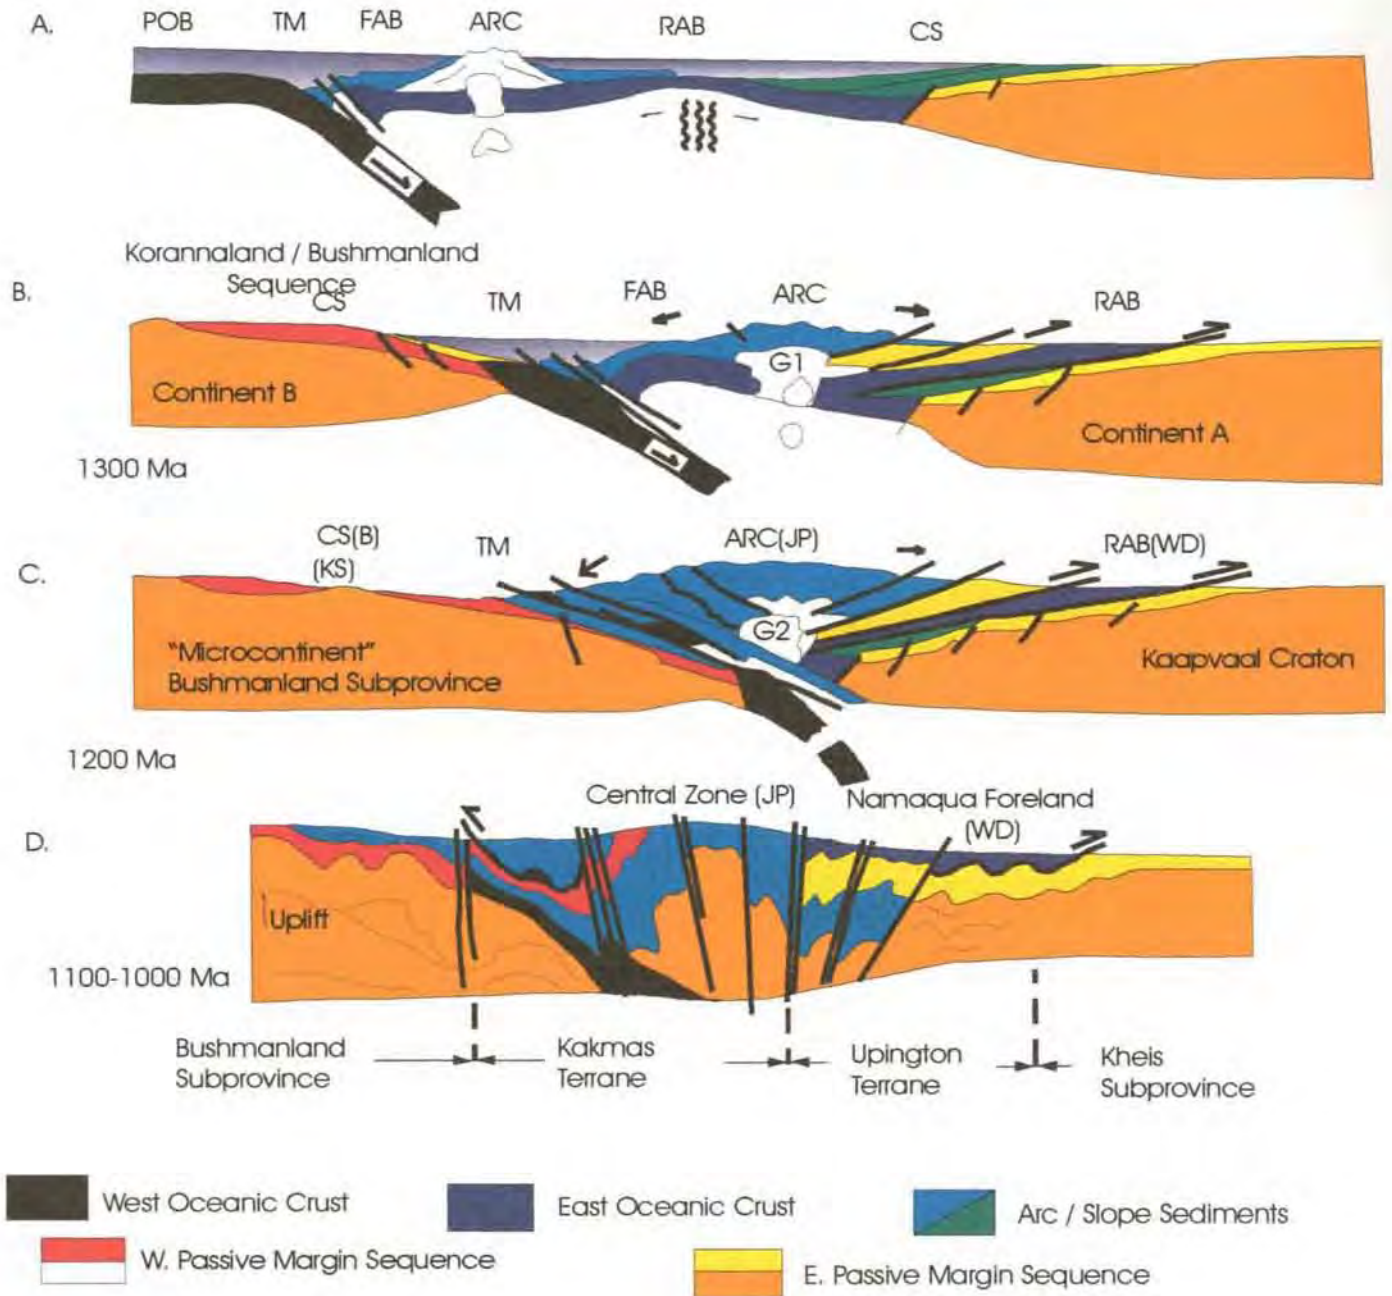 A.
POB TM FAB ARC RAB CS
Korannaland / Bushmanland
Sequence
B.
CS TM FAB ARC RAB
G1
Continent B
Continent A
1300 Ma
CS(B)
(KS)
TM ARC(JP) RAB(WD)
C.
G2
"Microcontinent"
Bushmanland Subprovince
Kaapvaal Craton
1200 Ma
Central Zone (JP)
Namaqua Foreland
(WD)
D.
Uplift
1100-1000 Ma
Bushmanland
Subprovince
Kakmas
Terrane
Upington
Terrane
Kheis
Subprovince
West Oceanic Crust
East Oceanic Crust
Arc / Slope Sediments
W. Passive Margin Sequence
E. Passive Margin Sequence